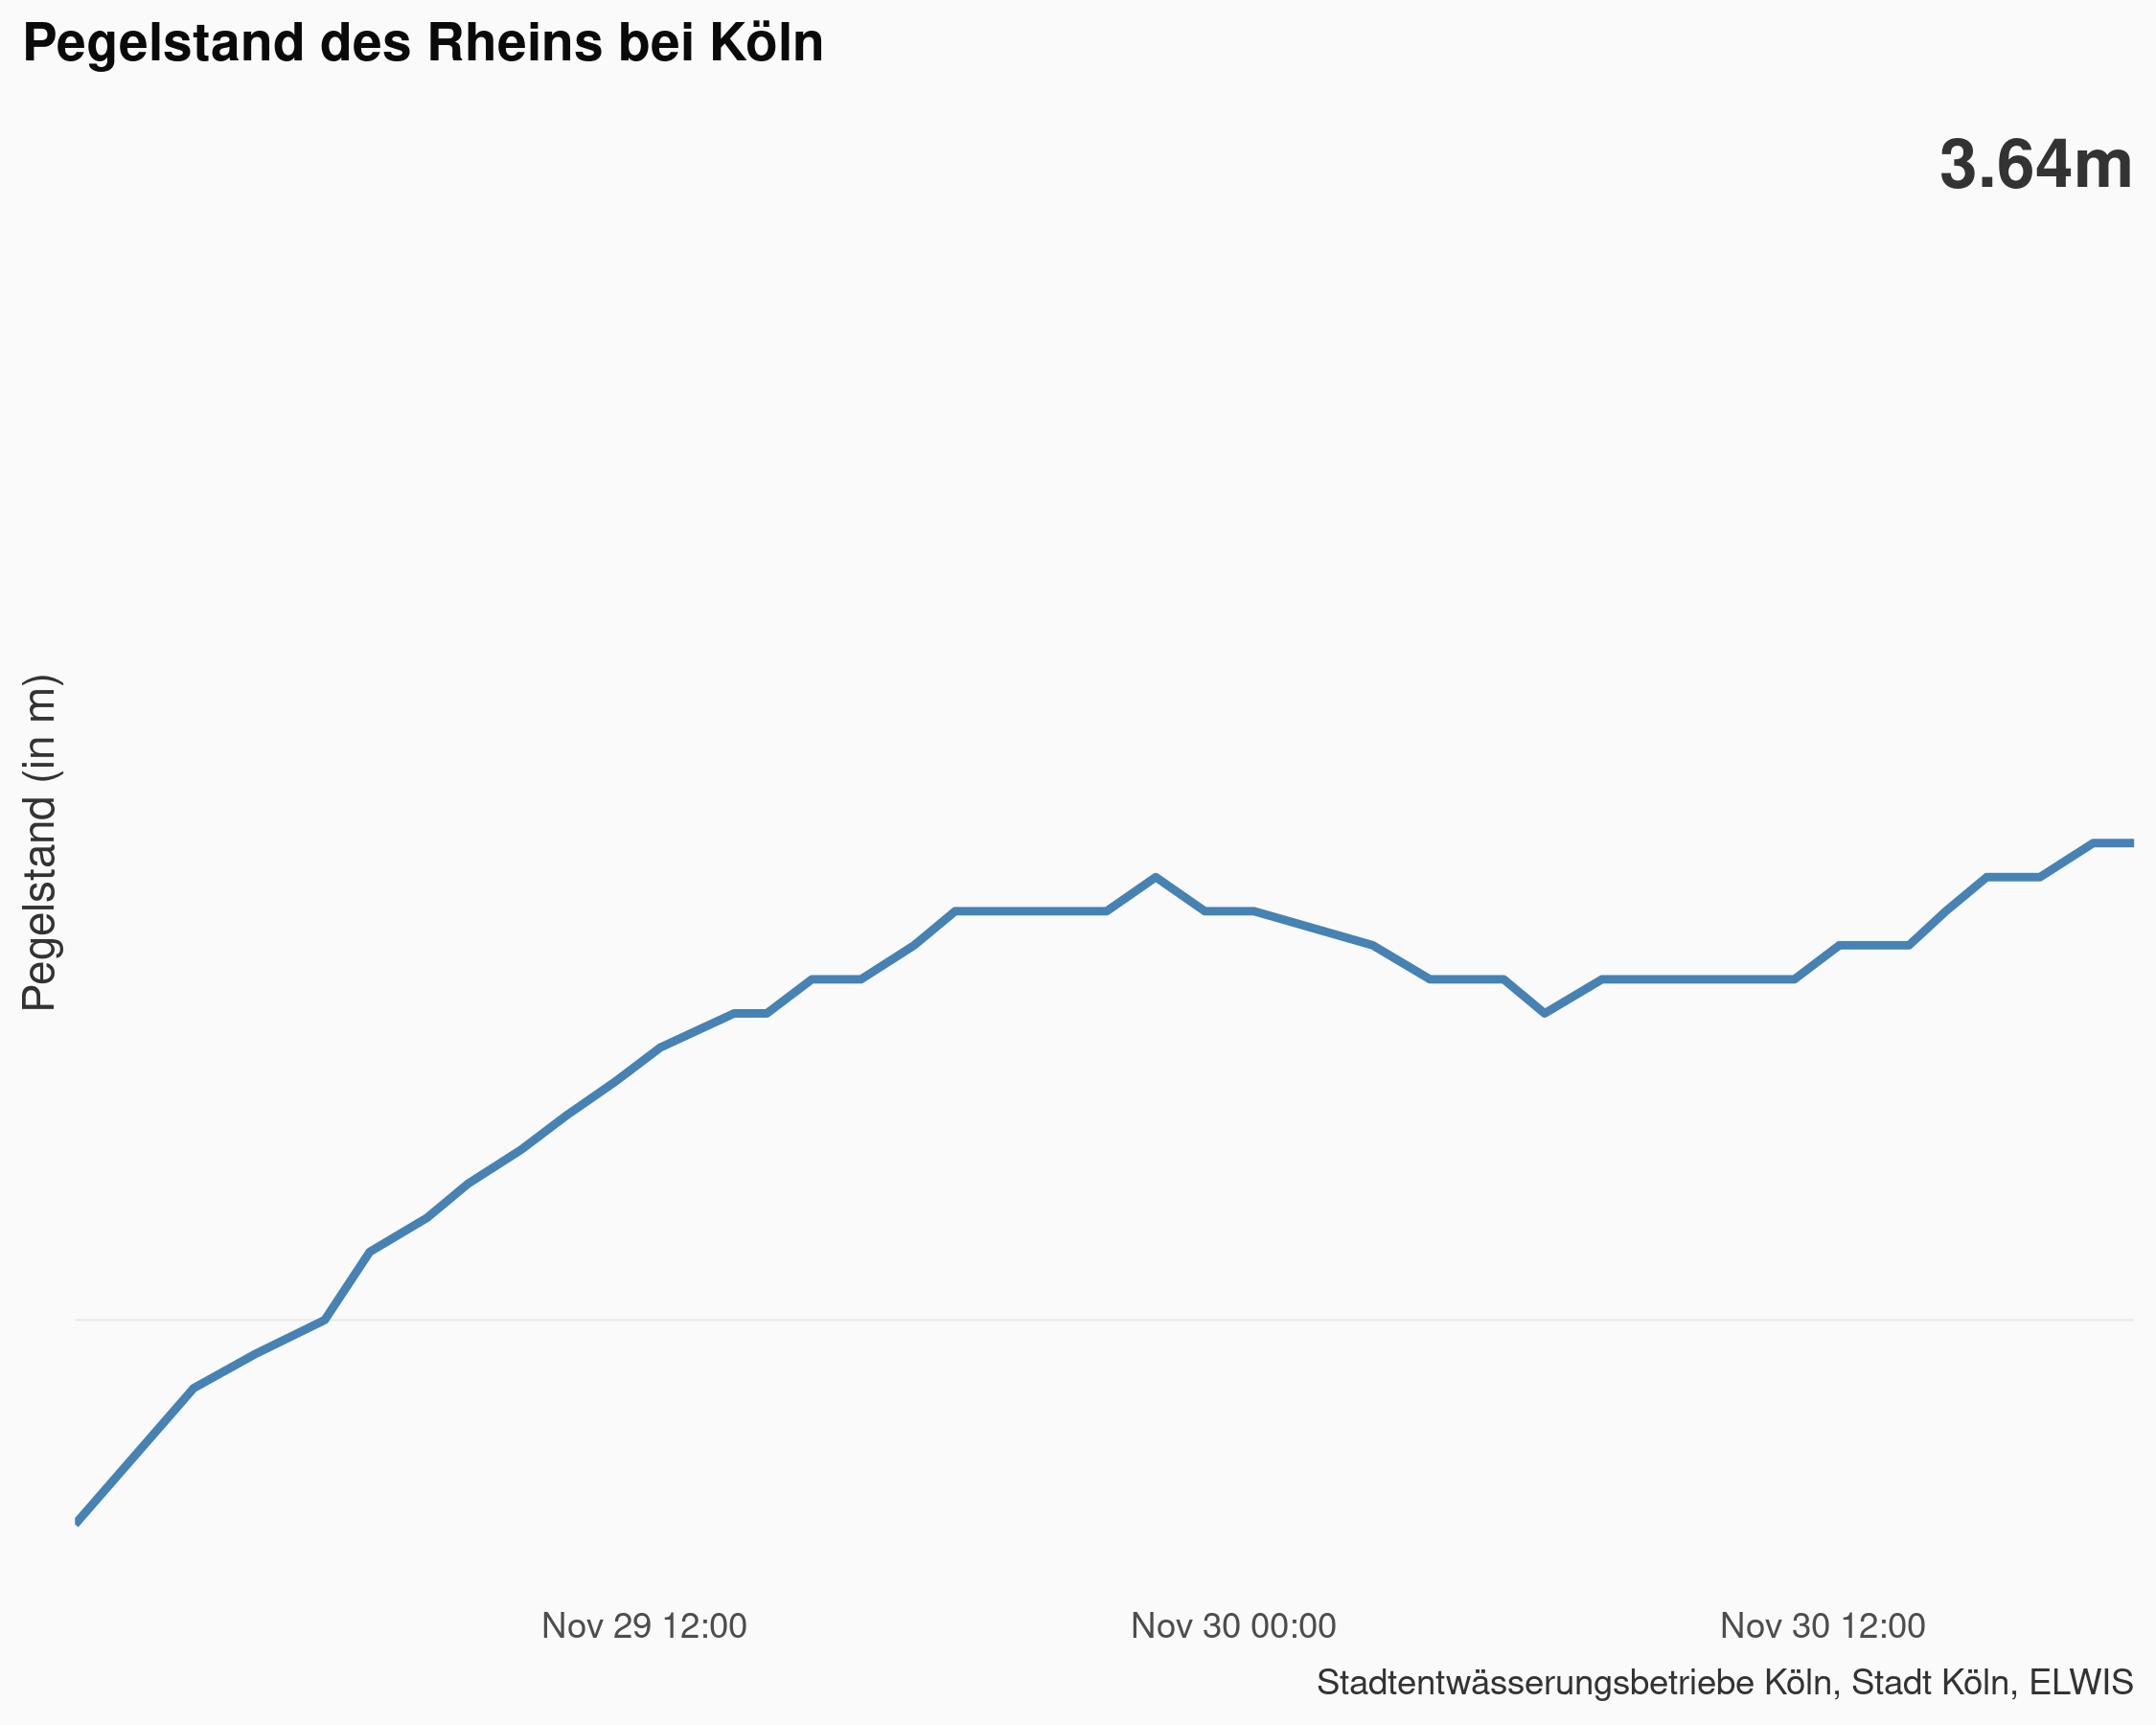 Pegelstand des Rheins bei Köln
3.64m
Pegelstand (in m)
Nov 29 12:00
Nov 30 00:00
Nov 30 12:00
Stadtentwässerungsbetriebe Köln, Stadt Köln, ELWIS